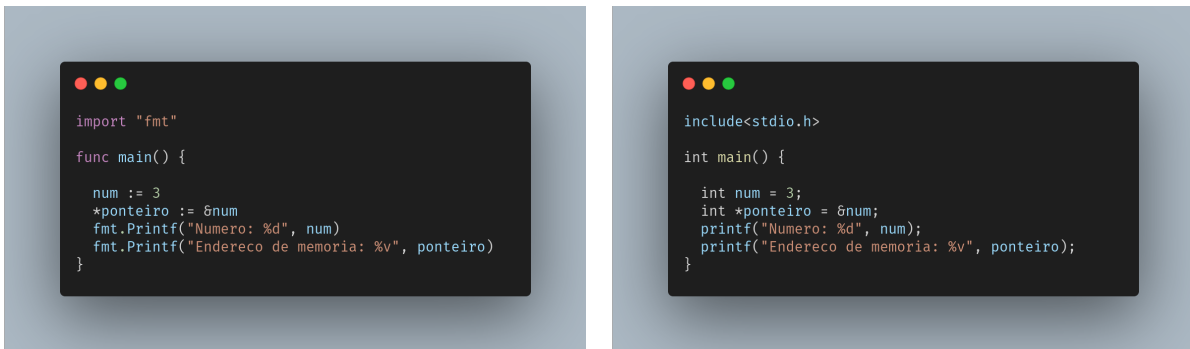 import "fmt"
func main() {
num := 3
*ponteiro := &num
fmt.Printf("Numero: %d", num)
fmt.Printf("Endereco de memoria: %v", ponteiro)
}
include<stdio.h>
int main() {
int num = 3;
int *ponteiro = &num;
printf("Numero: %d", num);
printf("Endereco de memoria: %v", ponteiro);
}